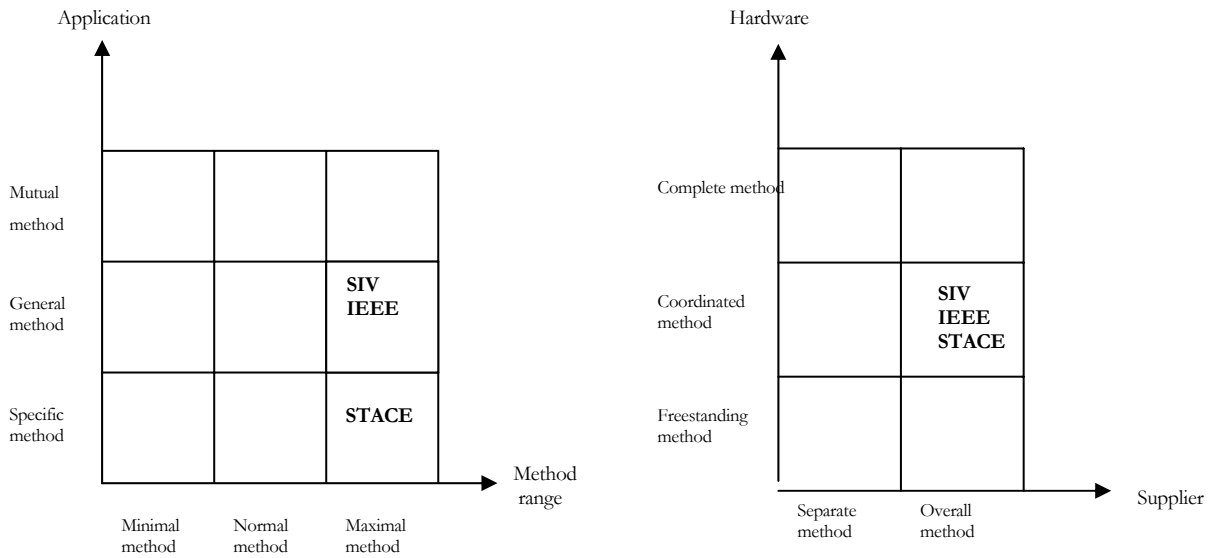 Application
Mutual
method
General
method
Specific
method
SIV
IEEE
STACE
Method
range
Minimal
method
Normal
method
Maximal
method
Hardware
Complete method
Coordinated
method
Freestanding
method
SIV
IEEE
STACE
Supplier
Separate
method
Overall
method